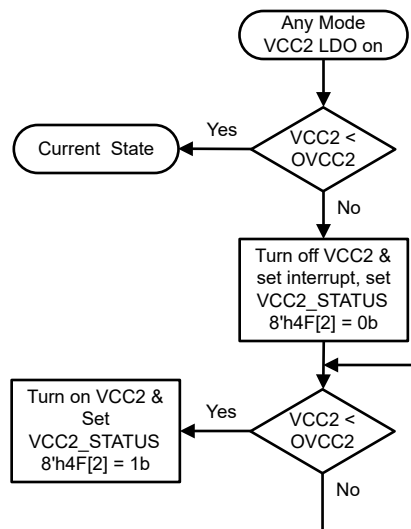 Any Mode
VCC2 LDO on
Yes
VCC2 <
OVCC2
Current State
No
Turn off VCC2 &
set interrupt, set
VCC2_STATUS
8'h4F[2] = 0b
Turn on VCC2 &
Set
VCC2_STATUS
8'h4F[2] = 1b
Yes
VCC2 <
OVCC2
No